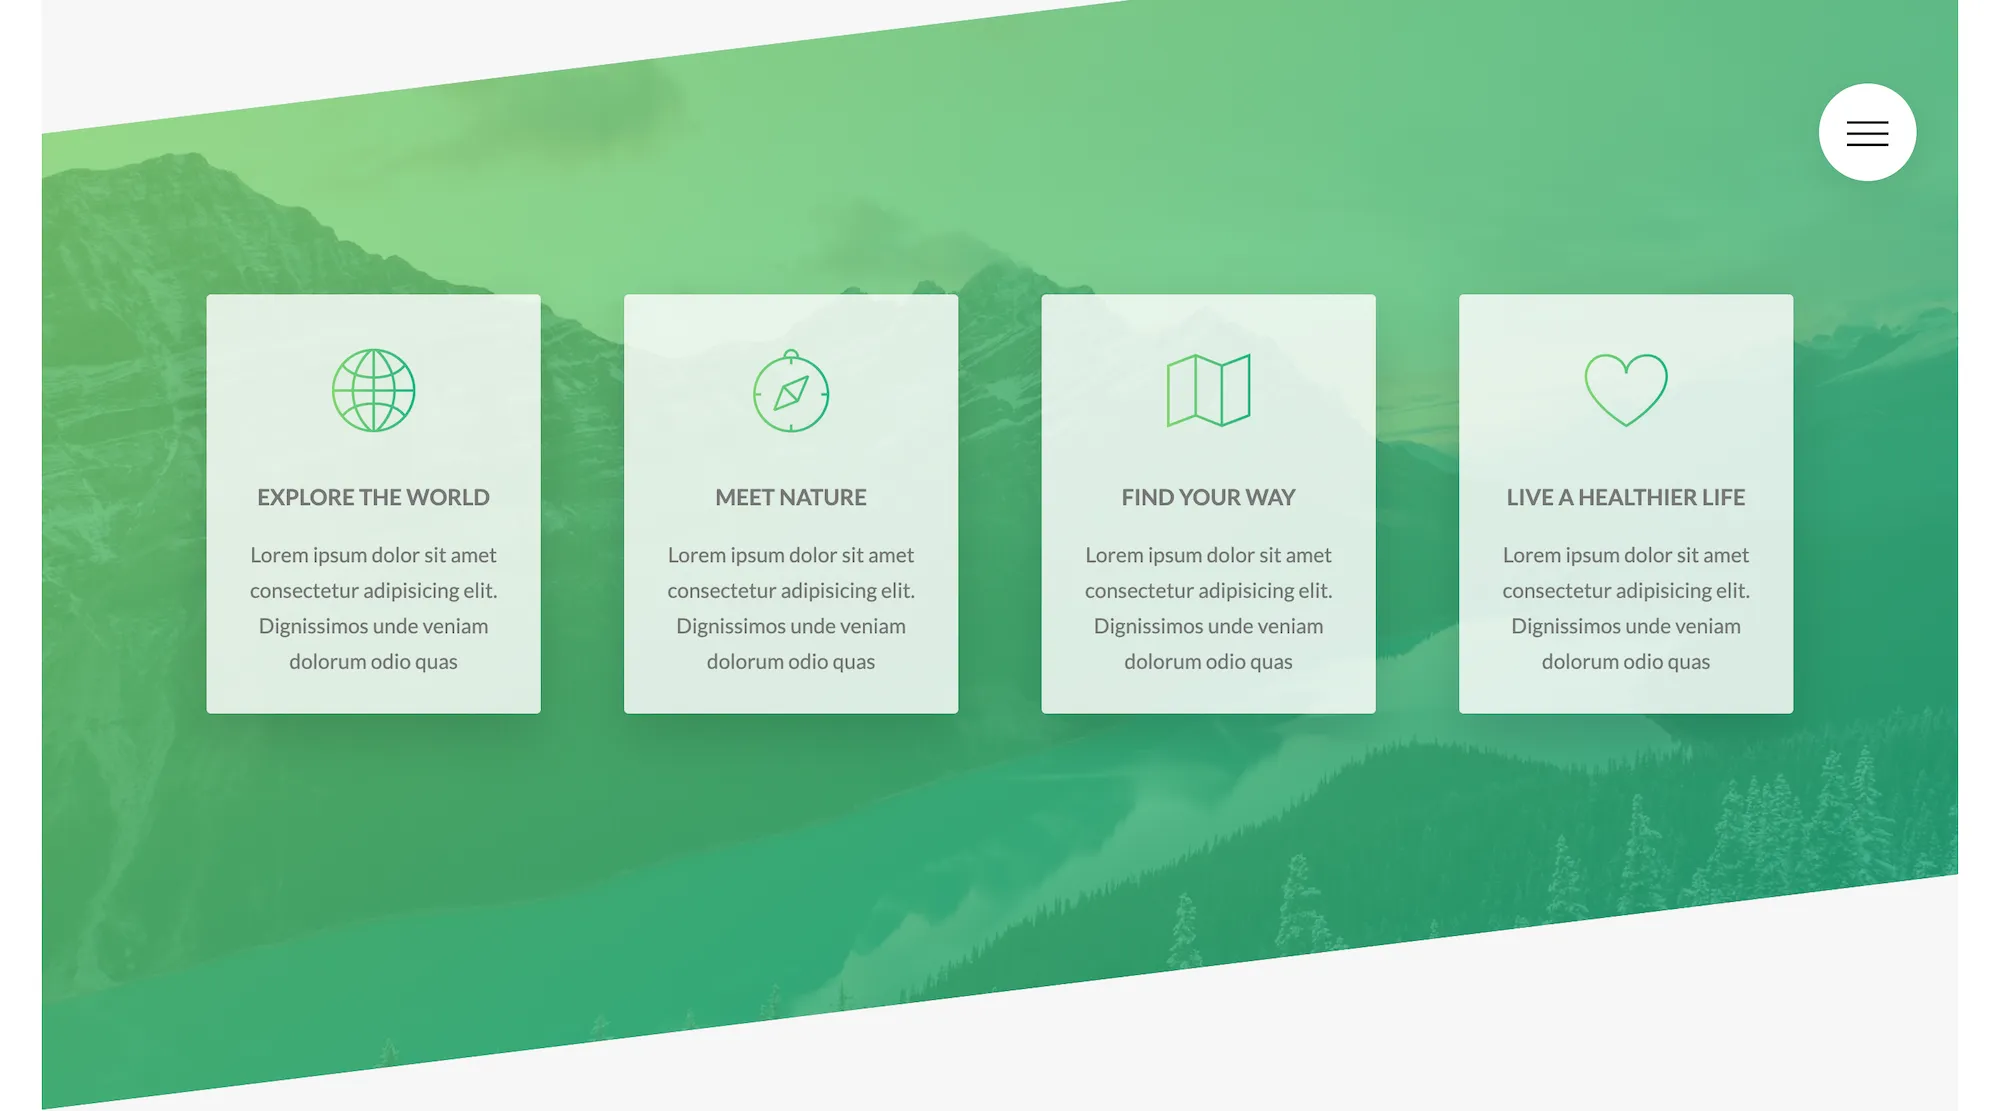 EXPLORE THE WORLD
Lorem ipsum dolor sit amet
consectetur adipisicing elit.
Dignissimos unde veniam
dolorum odio quas
MEET NATURE
Lorem ipsum dolor sit amet
consectetur adipisicing elit.
Dignissimos unde veniam
dolorum odio quas
FIND YOUR WAY
Lorem ipsum dolor sit amet
consectetur adipisicing elit.
Dignissimos unde veniam
dolorum odio quas
LIVE A HEALTHIER LIFE
Lorem ipsum dolor sit amet
consectetur adipisicing elit.
Dignissimos unde veniam
dolorum odio quas